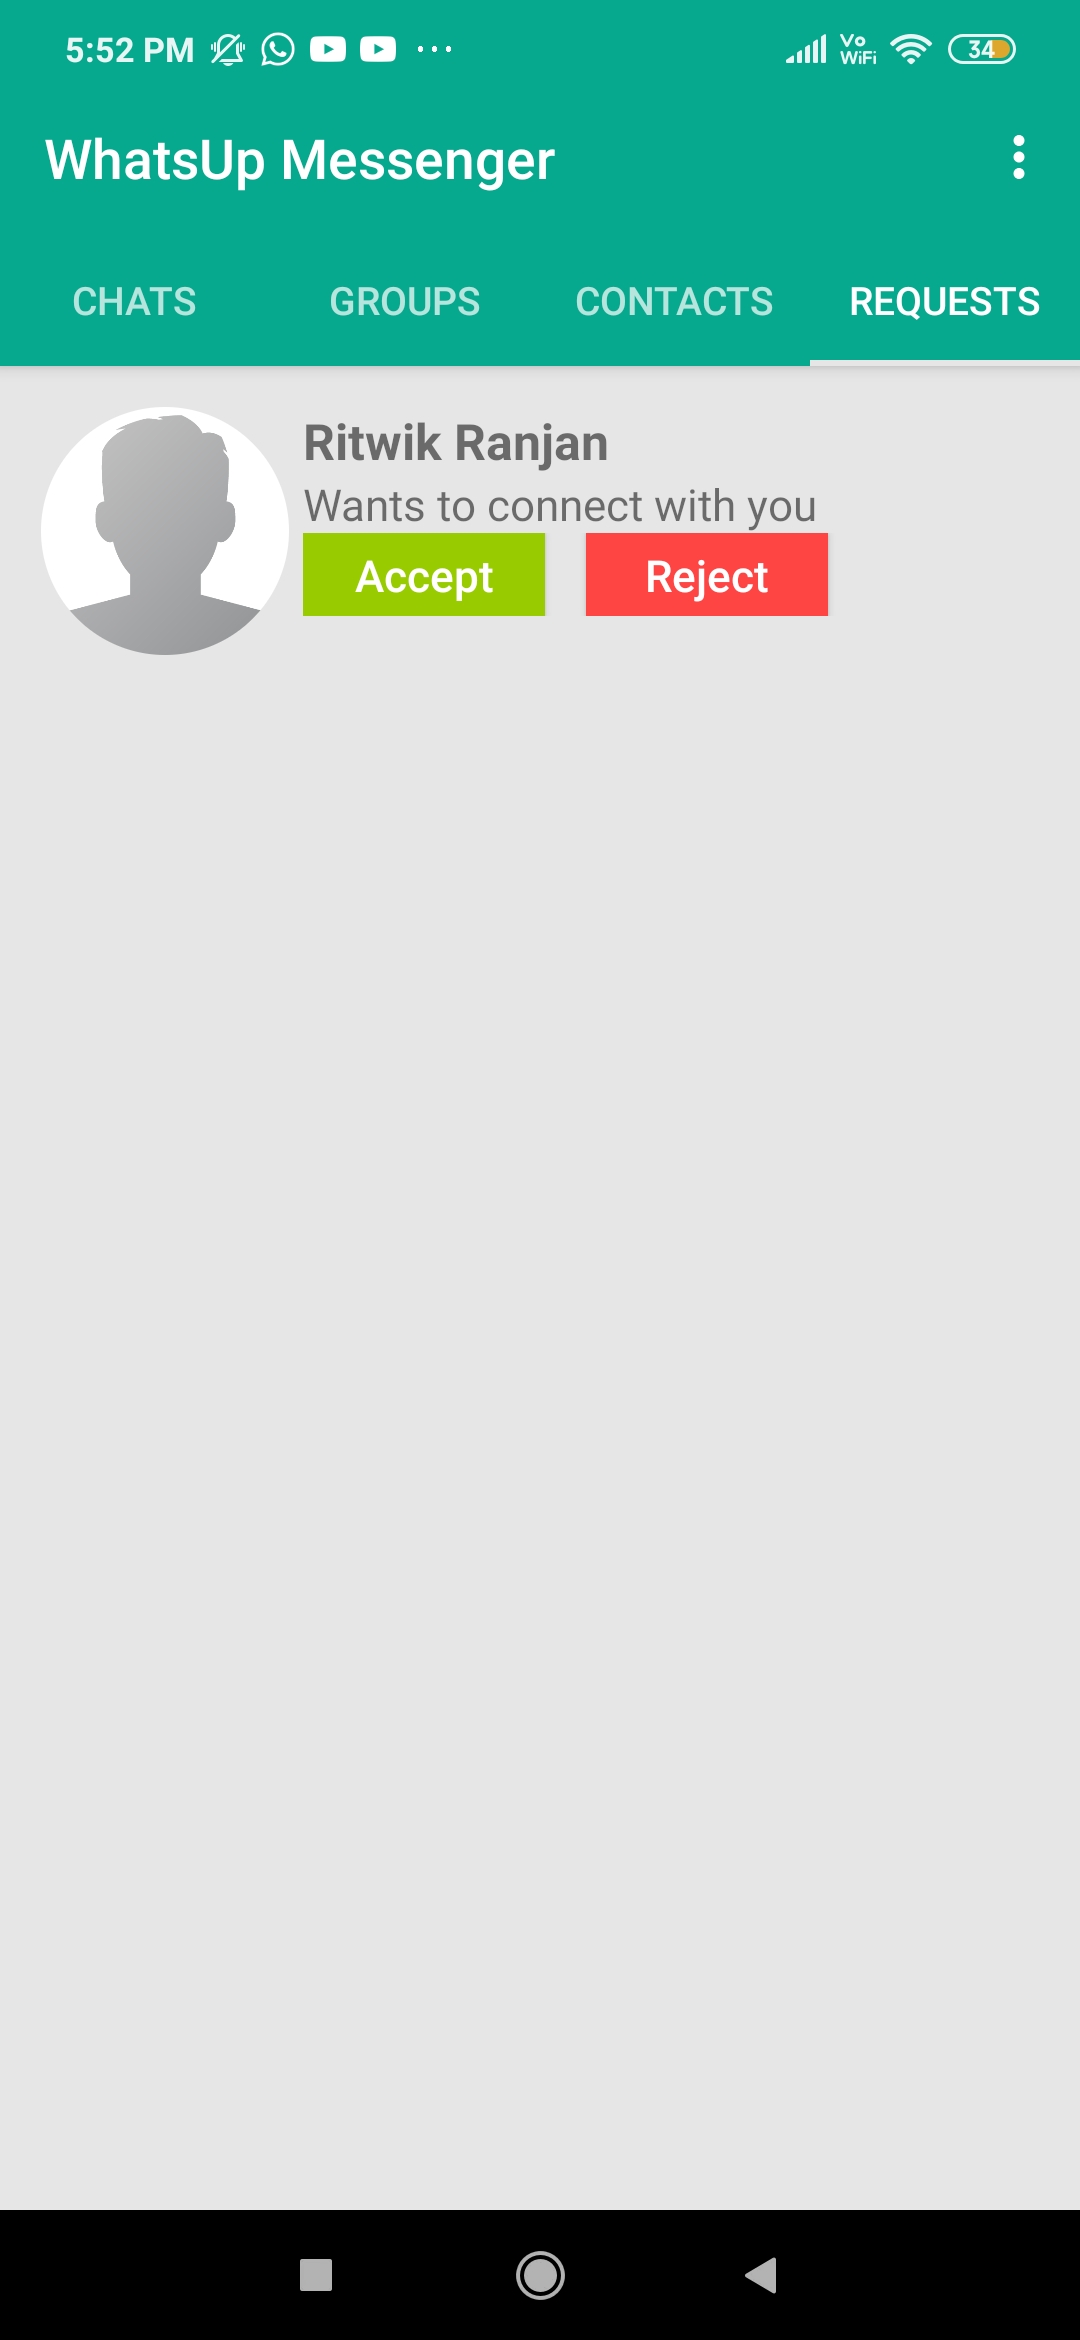 5:52 PM
Vo
WiFi
34
WhatsUp Messenger
CHATS GROUPS CONTACTS REQUESTS
Ritwik Ranjan
Wants to connect with you
Accept Reject